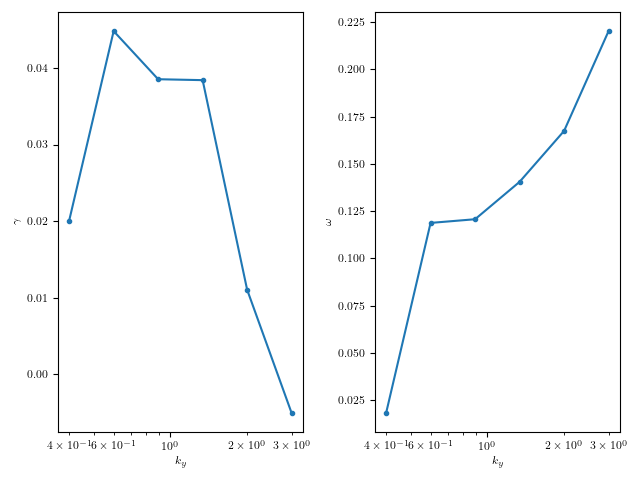 0.04
0.03
0.02
0.01
0.00
γ
4 × 10⁻¹ 6 × 10⁻¹ 10⁰ 2 × 10⁰ 3 × 10⁰
k_y
0.225
0.200
0.175
0.150
0.125
0.100
0.075
0.050
0.025
ω
4 × 10⁻¹ 6 × 10⁻¹ 10⁰ 2 × 10⁰ 3 × 10⁰
k_y